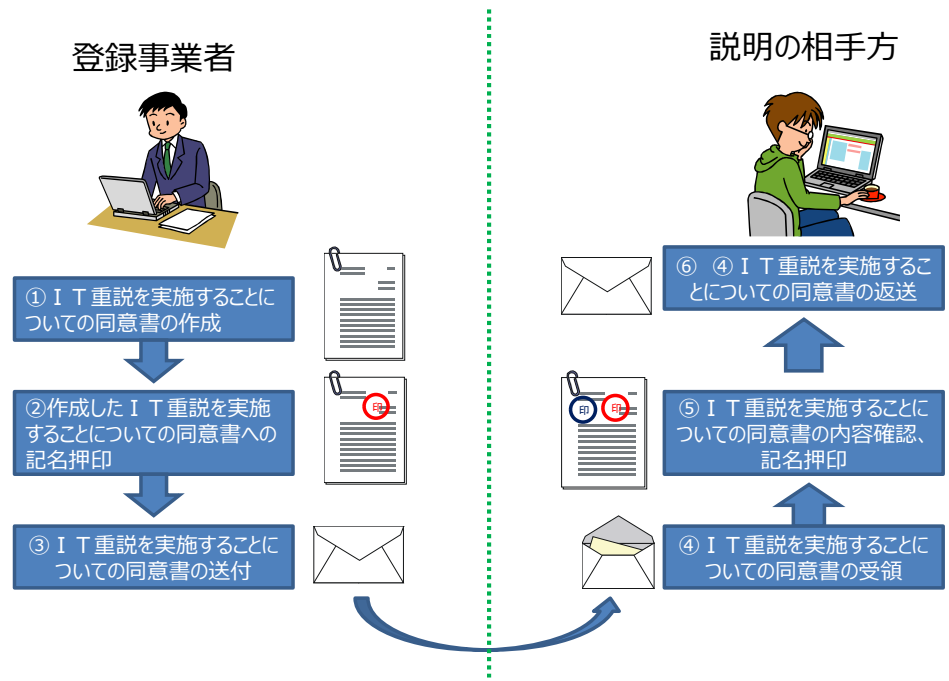 登録事業者
①ＩＴ重説を実施することに
ついての同意書の作成
②作成したＩＴ重説を実施
することについての同意書への
記名押印
印
③ＩＴ重説を実施することに
ついての同意書の送付
説明の相手方
⑥　④ＩＴ重説を実施するこ
とについての同意書の返送
⑤ＩＴ重説を実施することに
ついての同意書の内容確認、
記名押印
印
印
④ＩＴ重説を実施することに
ついての同意書の受領